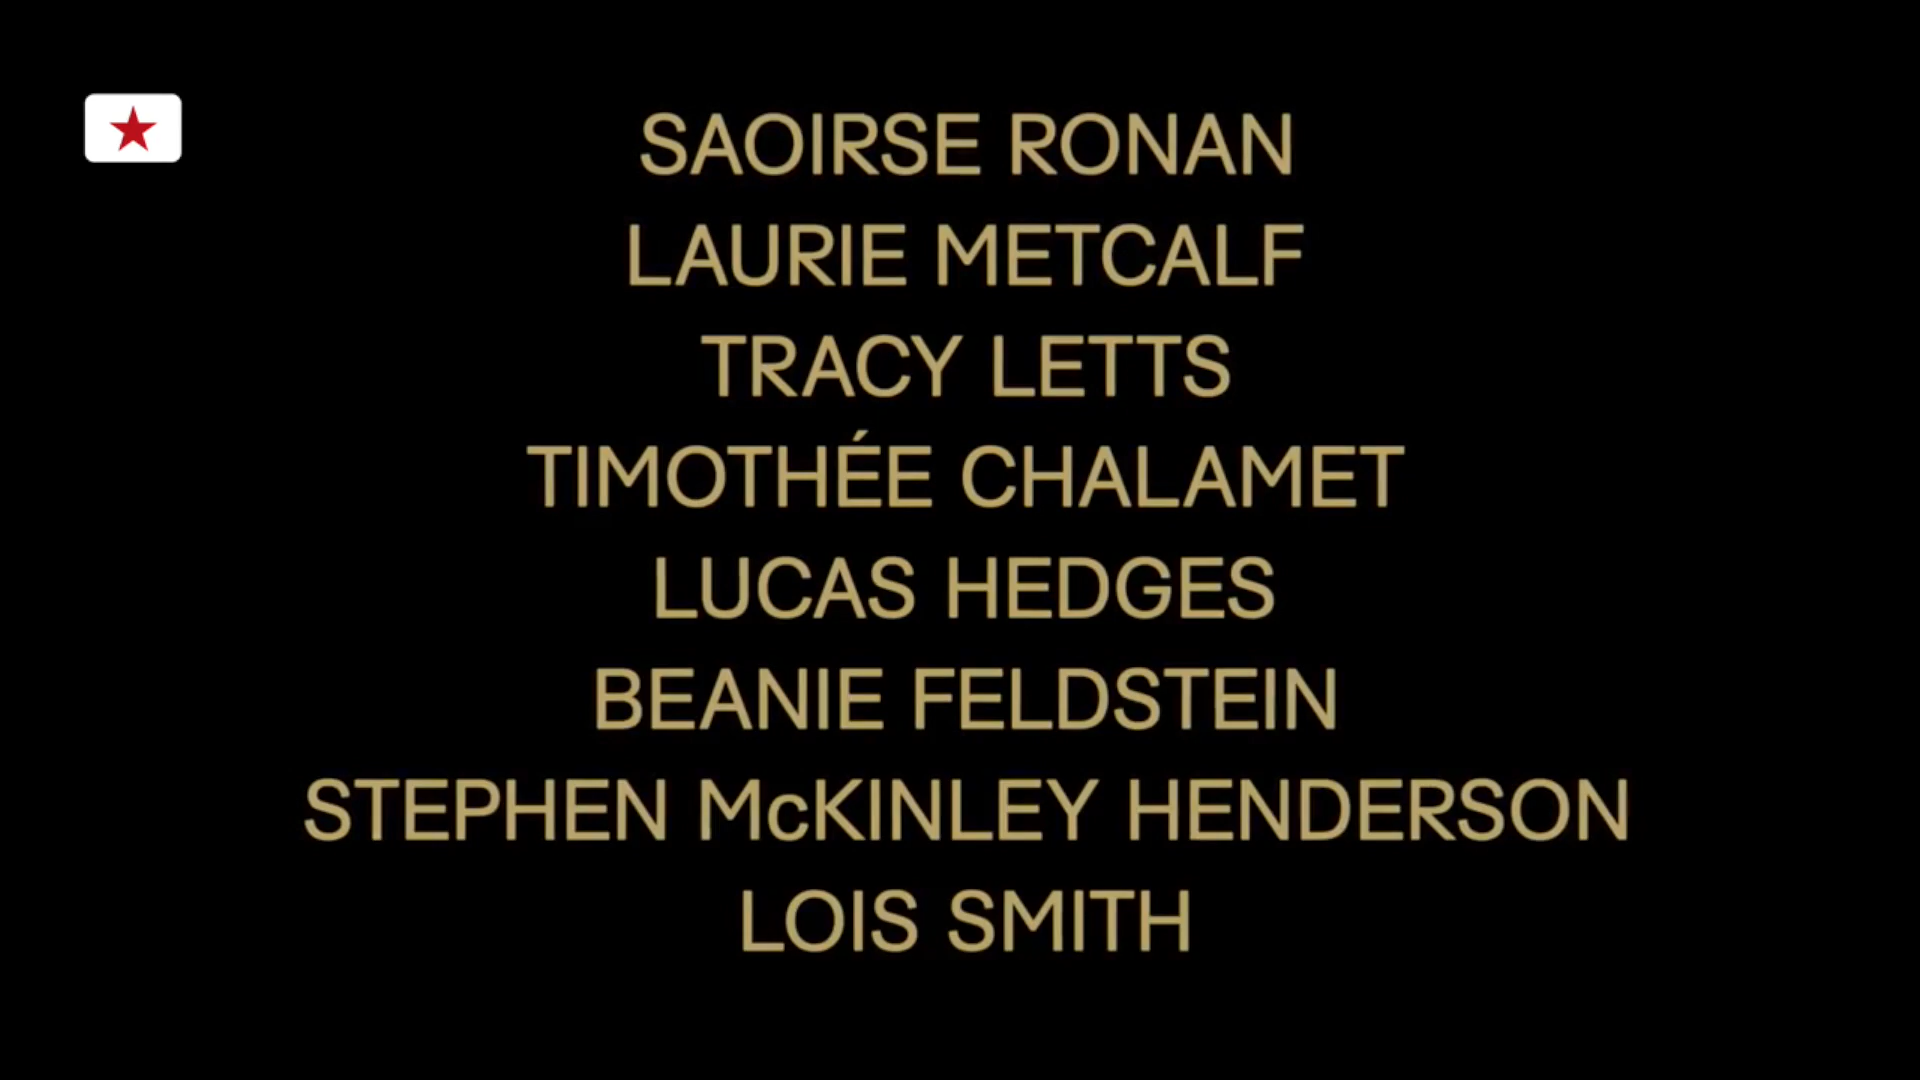 SAOIRSE RONAN
LAURIE METCALF
TRACY LETTS
TIMOTHÉE CHALAMET
LUCAS HEDGES
BEANIE FELDSTEIN
STEPHEN McKINLEY HENDERSON
LOIS SMITH